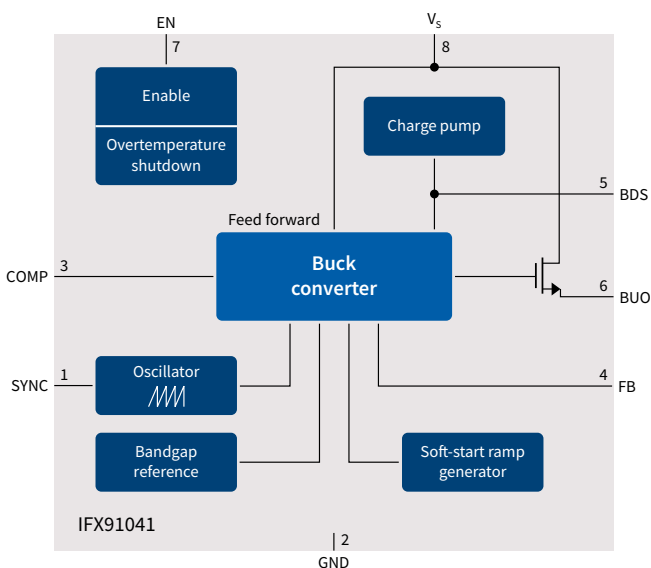 EN
7
V_S
8
Enable
Overtemperature
shutdown
Charge pump
5
BDS
Feed forward
Buck
converter
COMP
3
6
BUO
SYNC
1
Oscillator
4
FB
Bandgap
reference
Soft-start ramp
generator
IFX91041
2
GND